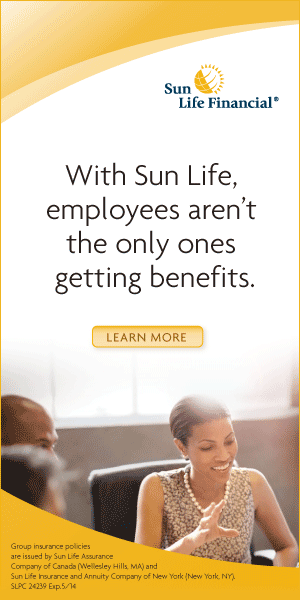 Sun
Life Financial®
With Sun Life,
employees aren't
the only ones
getting benefits.
LEARN MORE
Group insurance policies
are issued by Sun Life Assurance
Company of Canada (Wellesley Hills, MA) and
Sun Life Insurance and Annuity Company of New York (New York, NY).
SLPC 24239 Exp.5/14